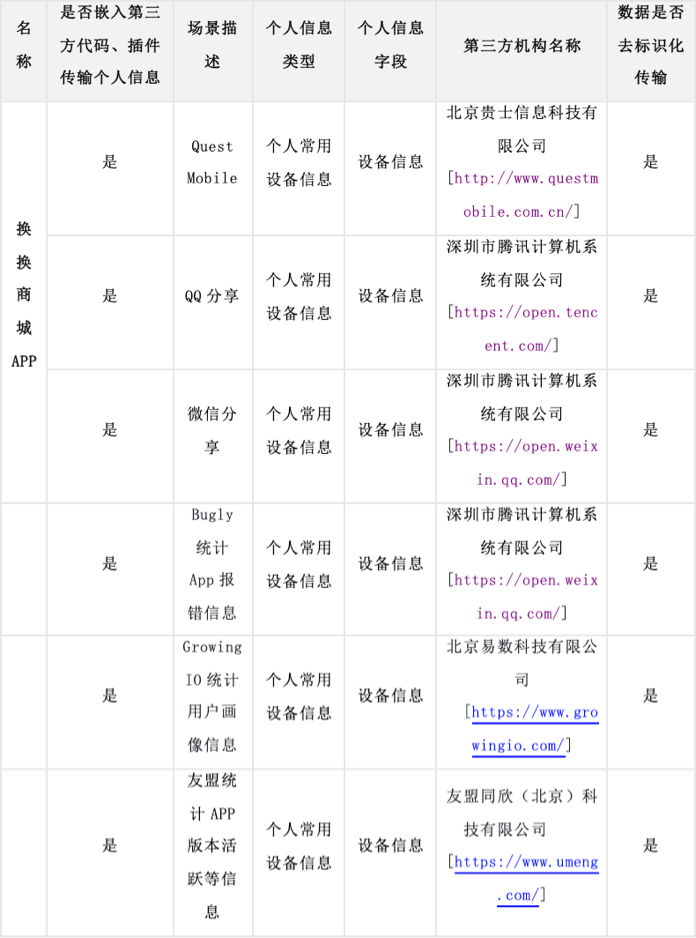 名
称
是否嵌入第三
方代码、插件
传输个人信息
场景描
述
个人信息
类型
个人信息
字段
第三方机构名称
数据是否
去标识化
传输
换
换
商
城
APP
是
Quest
Mobile
个人常用
设备信息
设备信息
北京贵士信息科技有
限公司
[http://www.questm
obile.com.cn/]
是
是
QQ 分享
个人常用
设备信息
设备信息
深圳市腾讯计算机系
统有限公司
[https://open.tenc
ent.com/]
是
是
微信分
享
个人常用
设备信息
设备信息
深圳市腾讯计算机系
统有限公司
[https://open.weix
in.qq.com/]
是
是
Bugly
统计
App 报
错信息
个人常用
设备信息
设备信息
深圳市腾讯计算机系
统有限公司
[https://open.weix
in.qq.com/]
是
是
Growing
IO 统计
用户画
像信息
个人常用
设备信息
设备信息
北京易数科技有限公
司
[https://www.gro
wingio.com/]
是
是
友盟统
计 APP
版本活
跃等信
息
个人常用
设备信息
设备信息
友盟同欣（北京）科
技有限公司
[https://www.umeng
.com/]
是